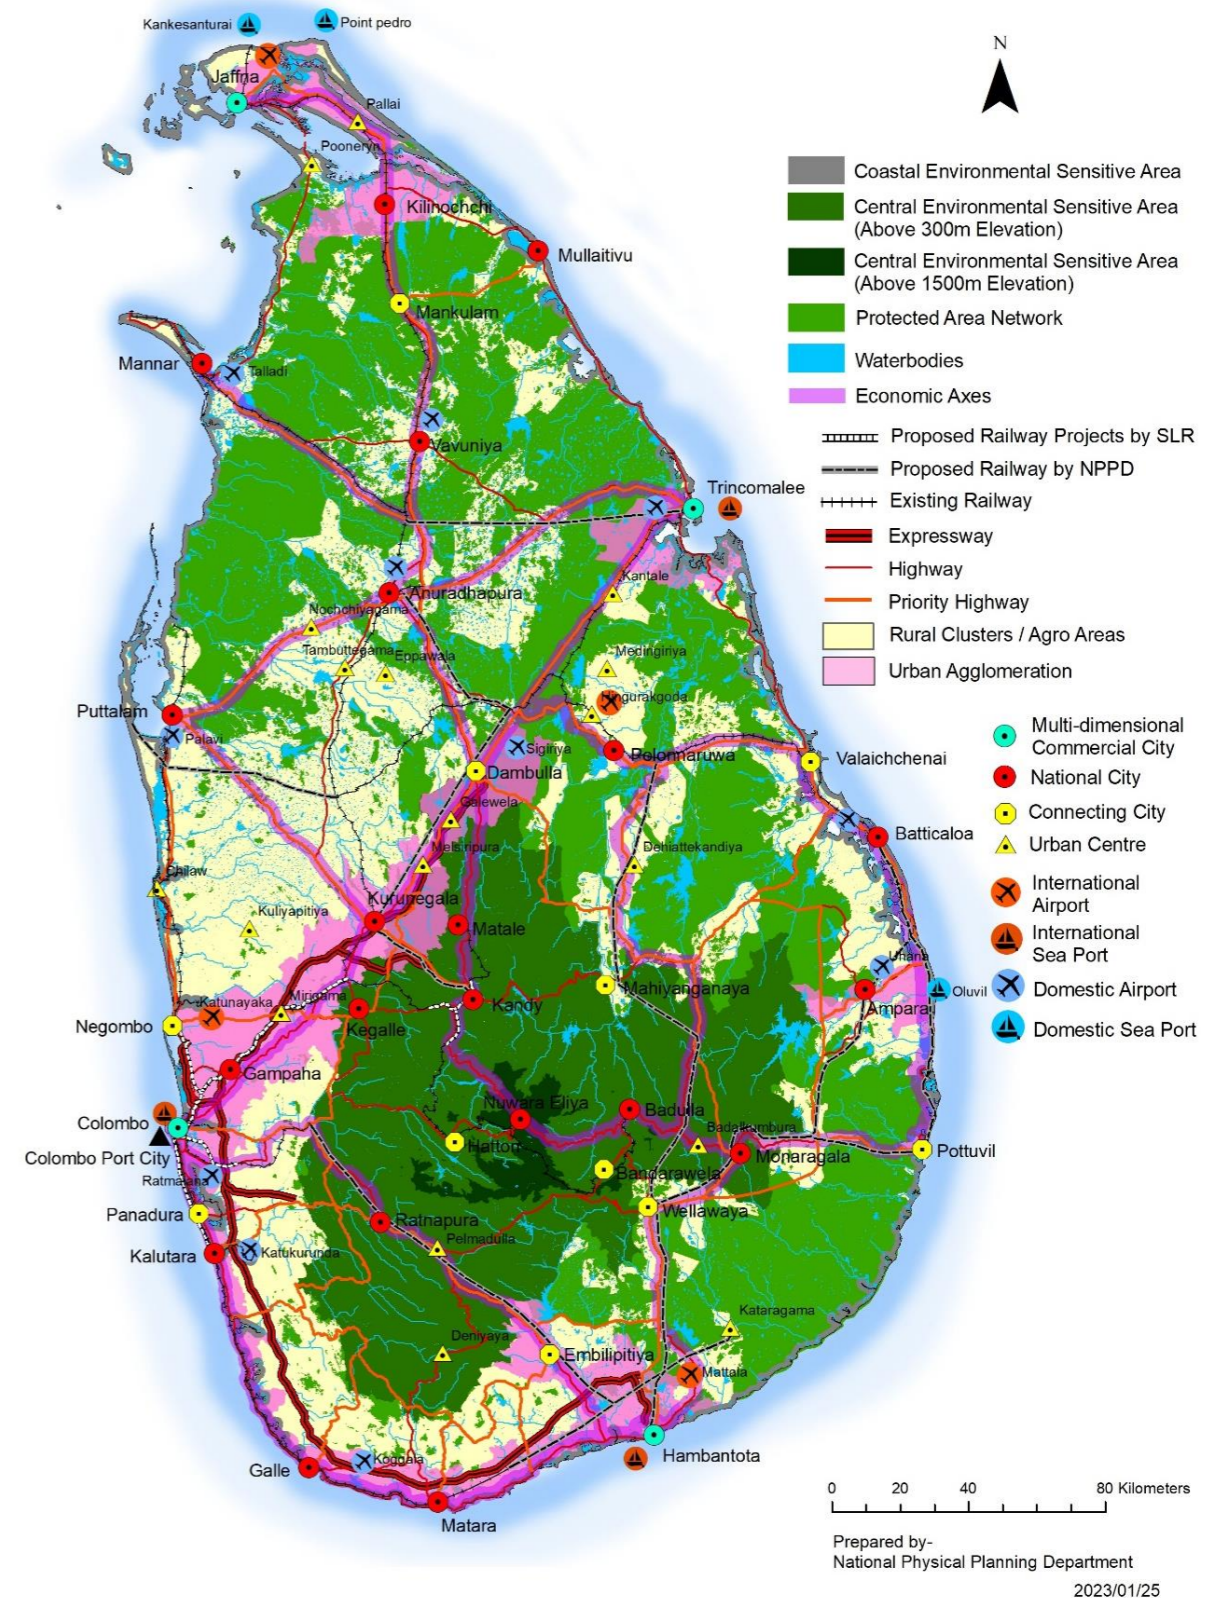 Kankesanturai
Point pedro
N
Jaffna
Pallai
Pooneryn
Kilinochchi
Mullaitivu
Mankulam
Mannar
Talladi
Vavuniya
Trincomalee
Anuradhapura
Kantale
Nochchiyagama
Tambuttegama
Eppawala
Medirigiriya
Hingurakgoda
Puttalam
Palavi
Sigiriya
Polonnaruwa
Valaichchenai
Dambulla
Galewela
Batticaloa
Melsiripura
Dehiattekandiya
Chilaw
Kurunegala
Kuliyapitiya
Matale
Uhana
Mahiyanganaya
Oluvil
Katunayaka
Mirigama
Kandy
Ampara
Negombo
Kegalle
Gampaha
Nuwara Eliya
Badulla
Colombo
Badalkumbura
Hatton
Monaragala
Pottuvil
Colombo Port City
Bandarawela
Ratmalana
Panadura
Wellawaya
Ratnapura
Pelmadulla
Kalutara
Katukurunda
Kataragama
Deniyaya
Embilipitiya
Mattala
Hambantota
Galle
Koggala
Matara
Coastal Environmental Sensitive Area
Central Environmental Sensitive Area
(Above 300m Elevation)
Central Environmental Sensitive Area
(Above 1500m Elevation)
Protected Area Network
Waterbodies
Economic Axes
Proposed Railway Projects by SLR
Proposed Railway by NPPD
Existing Railway
Expressway
Highway
Priority Highway
Rural Clusters / Agro Areas
Urban Agglomeration
Multi-dimensional
Commercial City
National City
Connecting City
Urban Centre
International
Airport
International
Sea Port
Domestic Airport
Domestic Sea Port
0 20 40 80 Kilometers
Prepared by-
National Physical Planning Department
2023/01/25